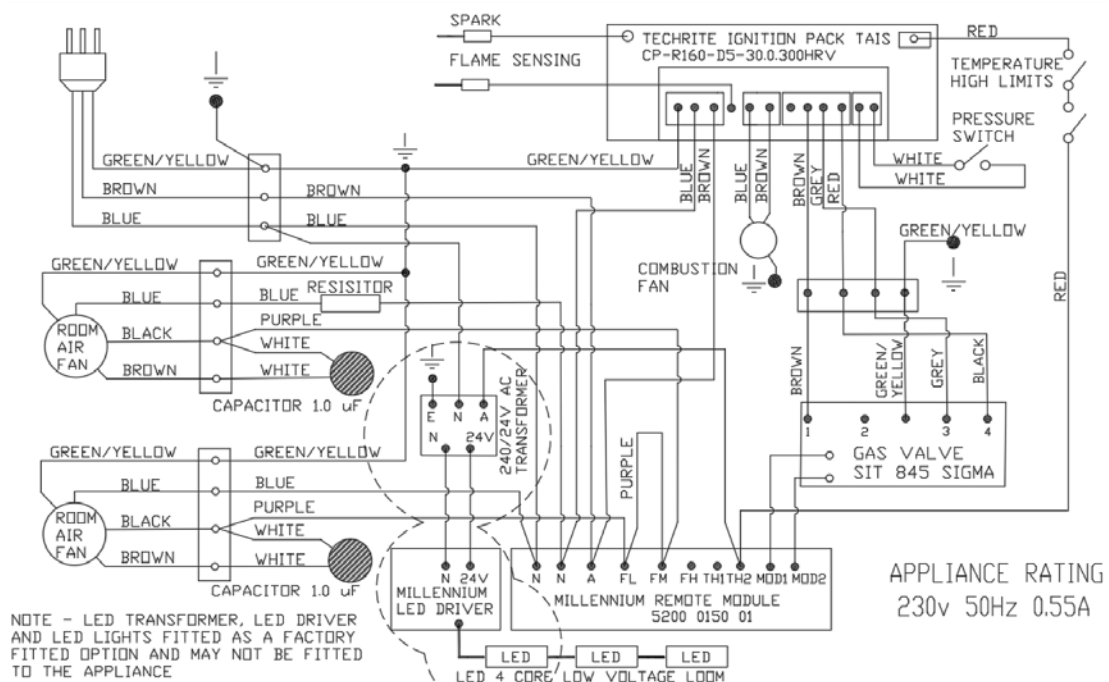 SPARK
FLAME SENSING
TECHRITE IGNITION PACK TAIS
CP-R160-D5-30.0.300HRV
RED
TEMPERATURE
HIGH LIMITS
PRESSURE
SWITCH
WHITE
WHITE
GREEN/YELLOW
GREEN/YELLOW
BROWN
BROWN
BLUE
BLUE
BLUE
BROWN
BLUE
BROWN
BROWN
GREY
RED
COMBUSTION
FAN
GREEN/YELLOW
RED
GREEN/YELLOW
GREEN/YELLOW
BLUE
BLUE
RESISITOR
ROOM
AIR
FAN
BLACK
PURPLE
WHITE
BROWN
WHITE
CAPACITOR 1.0 uF
E N A
N 24V
240/24V AC
TRANSFORMER
BROWN
GREEN/
YELLOW
GREY
BLACK
1 2 3 4
GAS VALVE
SIT 845 SIGMA
PURPLE
GREEN/YELLOW
GREEN/YELLOW
BLUE
BLUE
ROOM
AIR
FAN
BLACK
PURPLE
WHITE
BROWN
WHITE
CAPACITOR 1.0 uF
N 24V
MILLENNIUM
LED DRIVER
N N A FL FM FH TH1 TH2 MOD1 MOD2
MILLENNIUM REMOTE MODULE
5200 0150 01
LED LED LED
LED 4 CORE LOW VOLTAGE LOOM
APPLIANCE RATING
230v 50Hz 0.55A
NOTE - LED TRANSFORMER, LED DRIVER
AND LED LIGHTS FITTED AS A FACTORY
FITTED OPTION AND MAY NOT BE FITTED
TO THE APPLIANCE